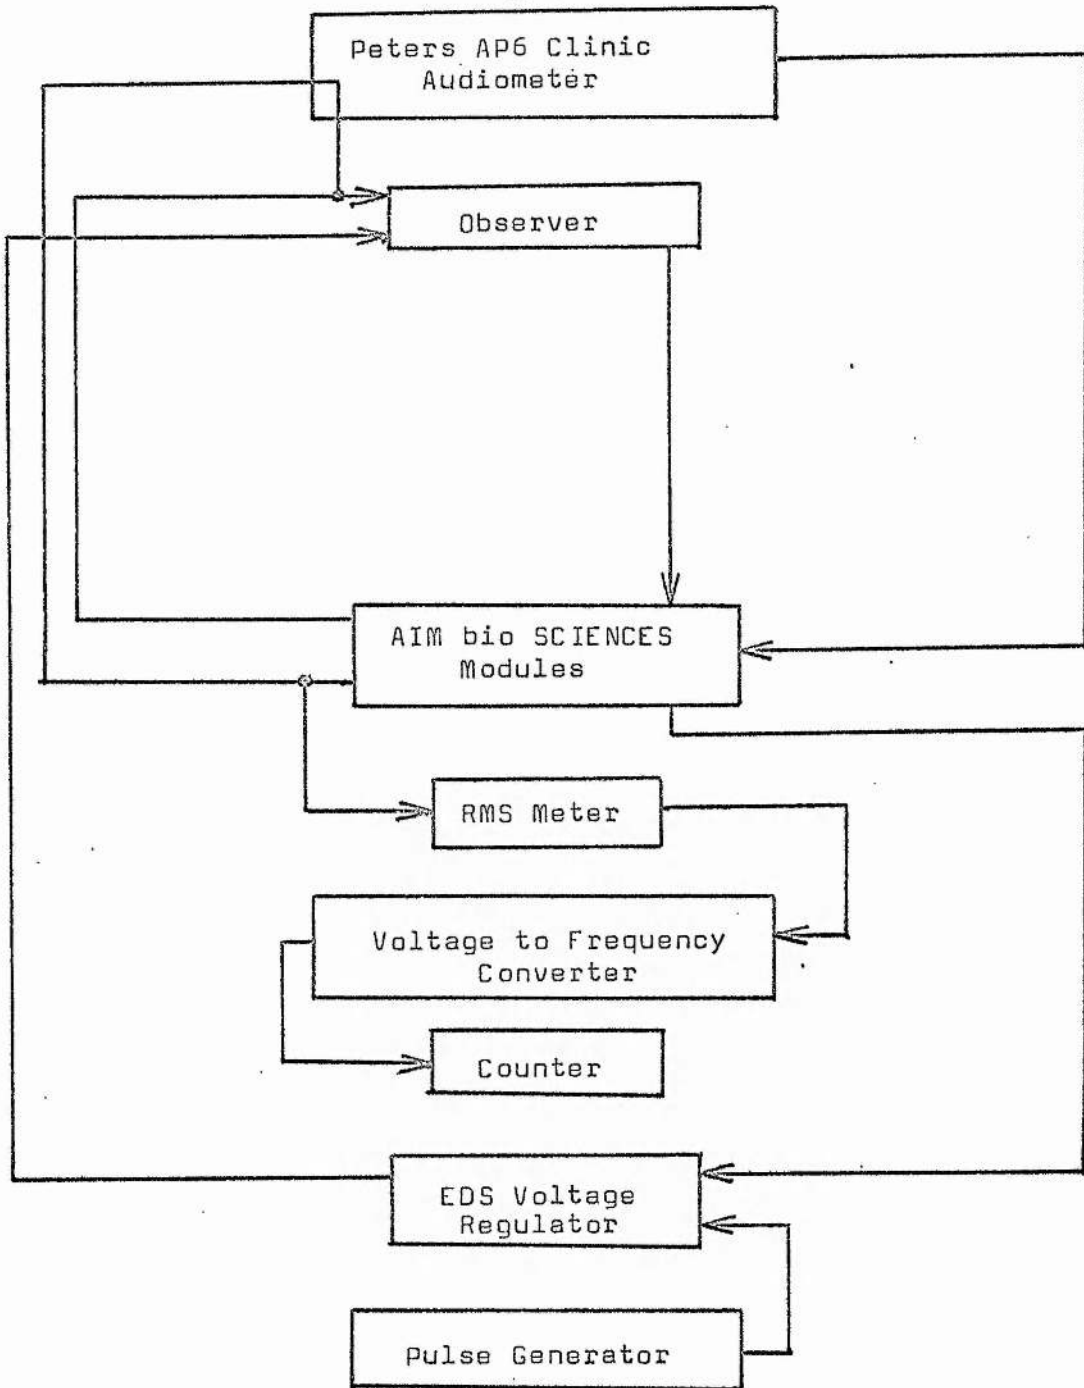 Peters AP6 Clinic
Audiometer
Observer
AIM bio SCIENCES
Modules
RMS Meter
Voltage to Frequency
Converter
Counter
EDS Voltage
Regulator
Pulse Generator